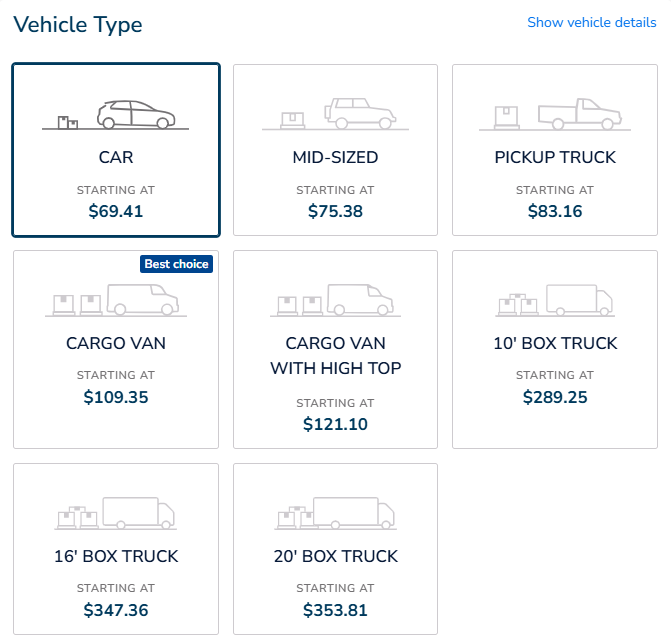 Vehicle Type
Show vehicle details
CAR
STARTING AT
$69.41
MID-SIZED
STARTING AT
$75.38
PICKUP TRUCK
STARTING AT
$83.16
Best choice
CARGO VAN
STARTING AT
$109.35
CARGO VAN
WITH HIGH TOP
STARTING AT
$121.10
10' BOX TRUCK
STARTING AT
$289.25
16' BOX TRUCK
STARTING AT
$347.36
20' BOX TRUCK
STARTING AT
$353.81